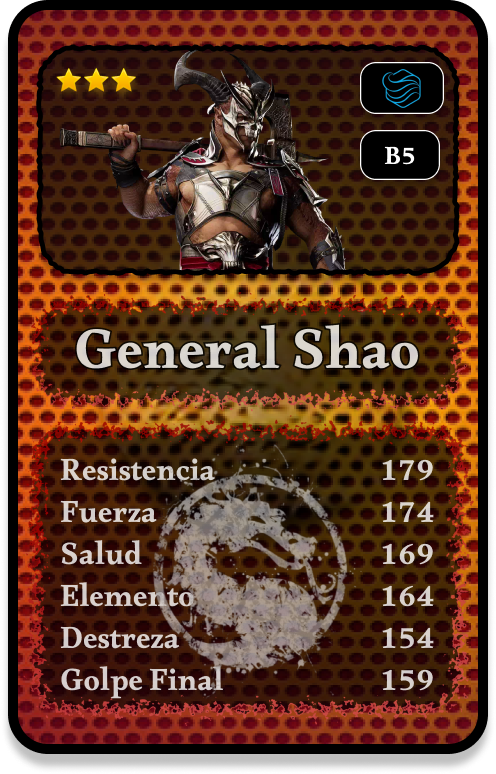 B5
General Shao
Resistencia 179
Fuerza 174
Salud 169
Elemento 164
Destreza 154
Golpe Final 159